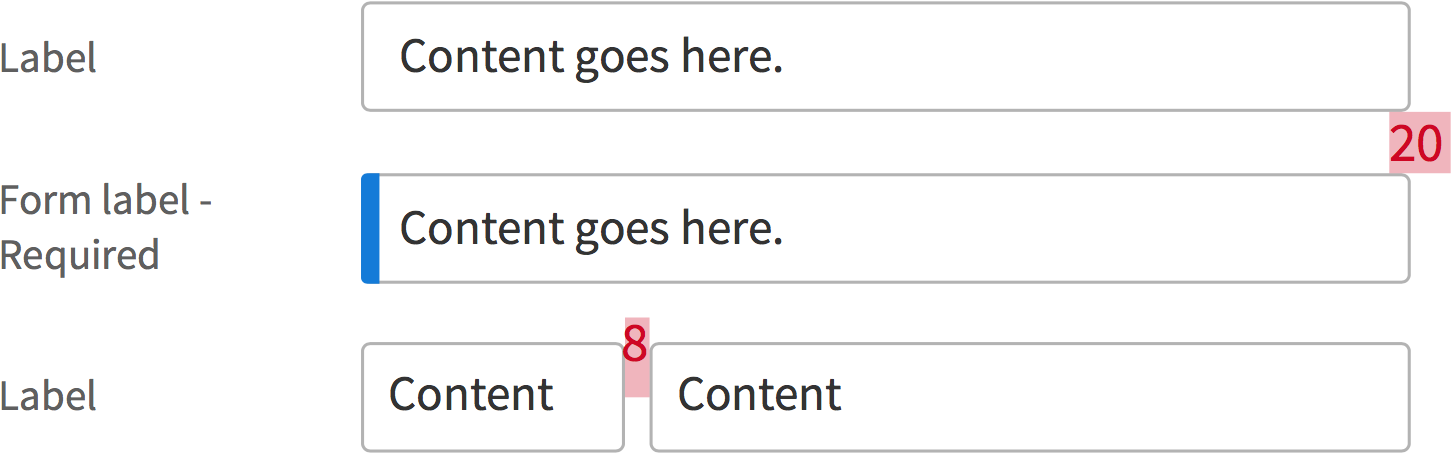 Label
Content goes here.
20
Form label -
Required
Content goes here.
8
Label
Content
Content